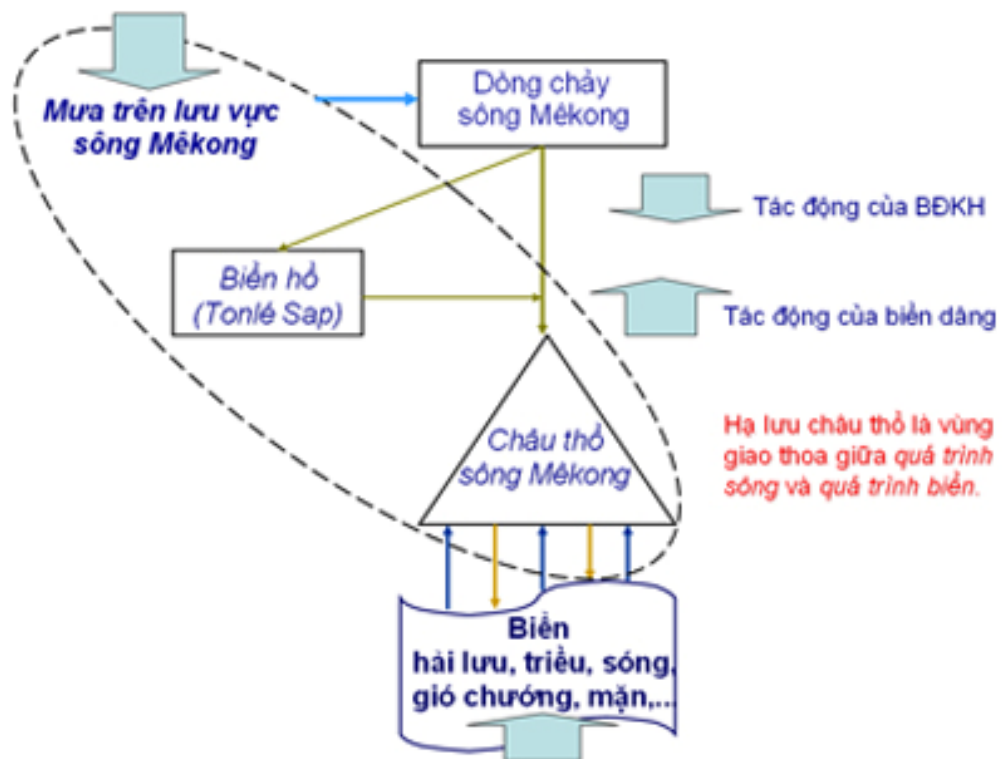 Mưa trên lưu vực
sông Mêkong
Dòng chảy
sông Mêkong
Tác động của BĐKH
Biển hồ
(Tonlé Sap)
Tác động của biển dâng
Châu thổ
sông Mêkong
Hạ lưu châu thổ là vùng
giao thoa giữa quá trình
sông và quá trình biển.
Biển
hải lưu, triều, sóng,
gió chướng, mặn,...